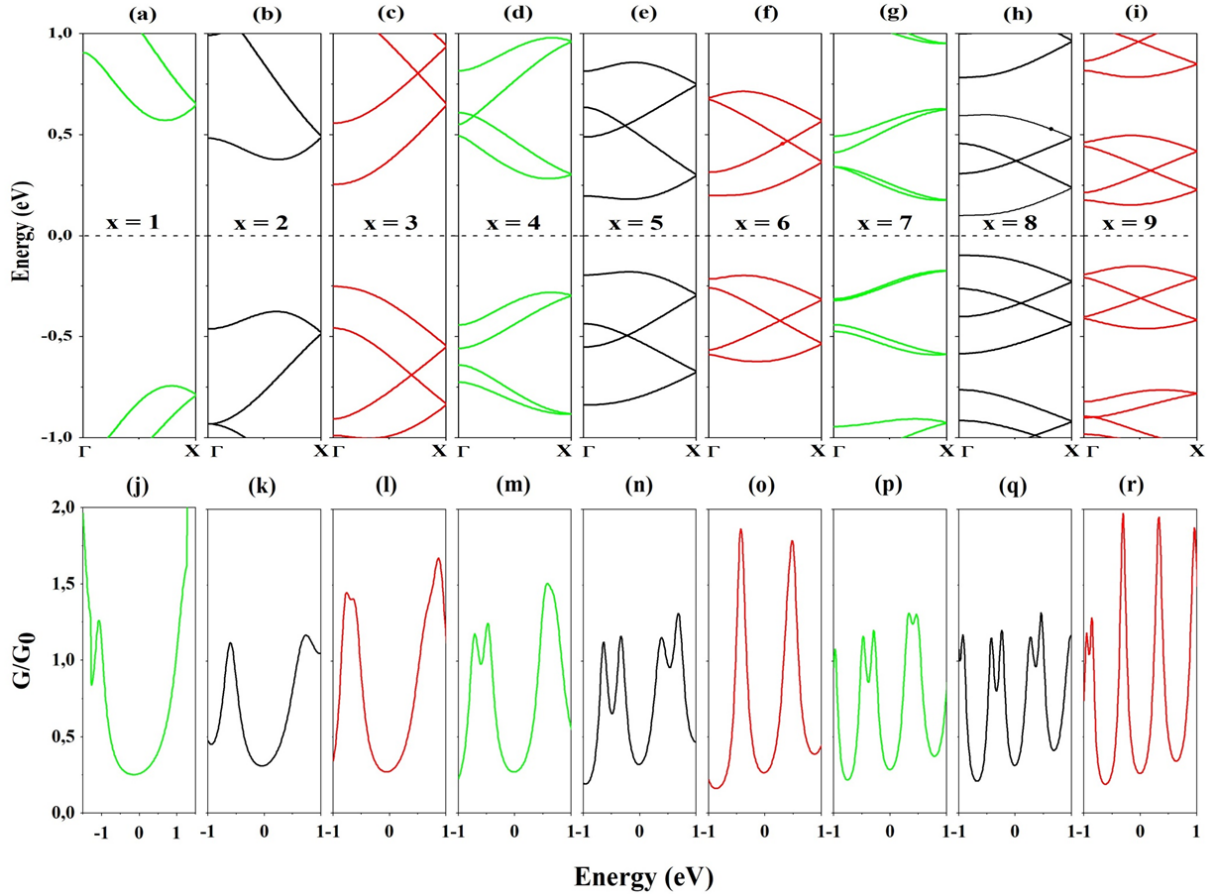 (a) (b) (c) (d) (e) (f) (g) (h) (i)
1,0
0,5
x = 1 x = 2 x = 3 x = 4 x = 5 x = 6 x = 7 x = 8 x = 9
0,0
-0,5
-1,0
Energy (eV)
Γ X Γ X Γ X Γ X Γ X Γ X Γ X Γ X Γ X
(j) (k) (l) (m) (n) (o) (p) (q) (r)
2,0
1,5
1,0
0,5
0,0
G/G0
-1 0 1 -1 0 1 -1 0 1 -1 0 1 -1 0 1 -1 0 1 -1 0 1 -1 0 1 -1 0 1
Energy (eV)